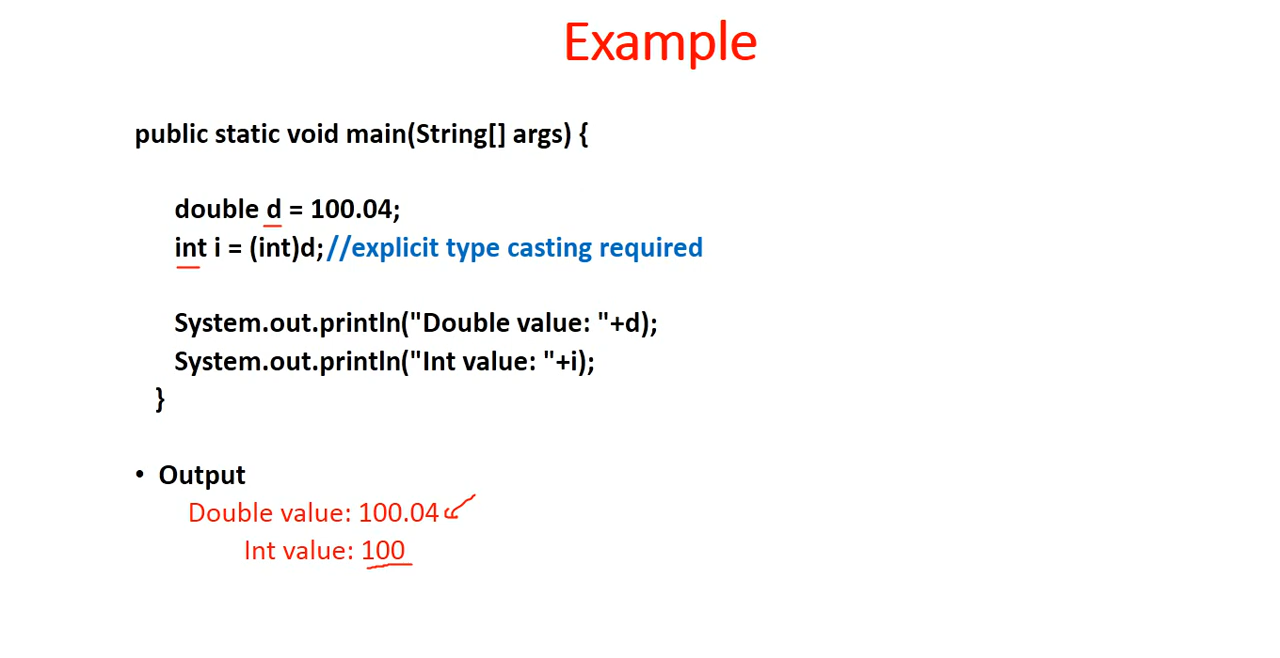 Example
public static void main(String[] args) {
double d = 100.04;
int i = (int)d;//explicit type casting required
System.out.println("Double value: "+d);
System.out.println("Int value: "+i);
}
• Output
Double value: 100.04
Int value: 100